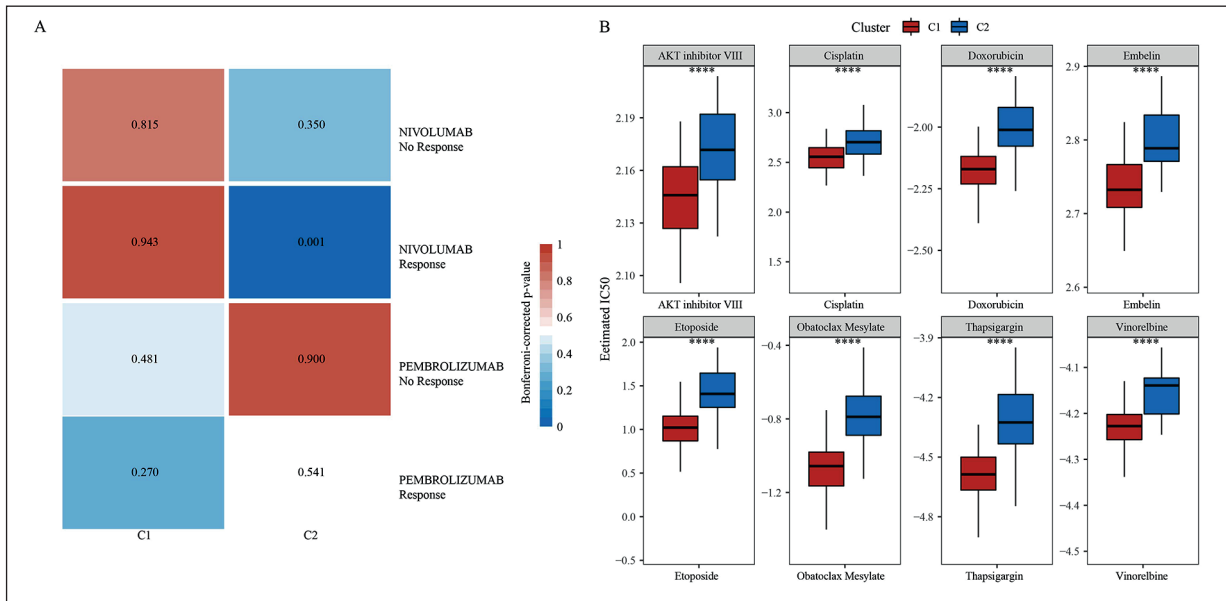 A
0.815
0.350
NIVOLUMAB
No Response
0.943
0.001
NIVOLUMAB
Response
0.481
0.900
PEMBROLIZUMAB
No Response
0.270
0.541
PEMBROLIZUMAB
Response
C1
C2
Bonferroni-corrected p-value
1
0.8
0.6
0.4
0.2
0
B
Cluster C1 C2
Eetimated IC50
AKT inhibitor VIII
****
2.19
2.16
2.13
2.10
AKT inhibitor VIII
Cisplatin
****
3.0
2.5
2.0
1.5
Cisplatin
Doxorubicin
****
−2.00
−2.25
−2.50
Doxorubicin
Embelin
****
2.9
2.8
2.7
2.6
Embelin
Etoposide
****
2.0
1.5
1.0
0.5
0.0
−0.5
Etoposide
Obatoclax Mesylate
****
−0.4
−0.8
−1.2
Obatoclax Mesylate
Thapsigargin
****
−3.9
−4.2
−4.5
−4.8
Thapsigargin
Vinorelbine
****
−4.1
−4.2
−4.3
−4.4
−4.5
Vinorelbine